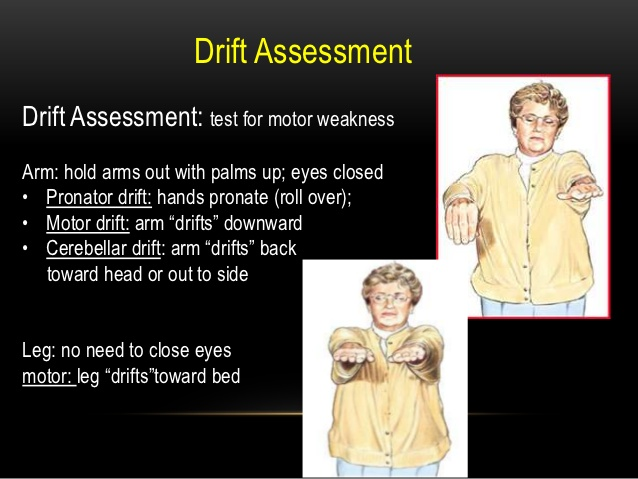 Drift Assessment
Drift Assessment: test for motor weakness
Arm: hold arms out with palms up; eyes closed
• Pronator drift: hands pronate (roll over);
• Motor drift: arm “drifts” downward
• Cerebellar drift: arm “drifts” back
toward head or out to side
Leg: no need to close eyes
motor: leg “drifts”toward bed